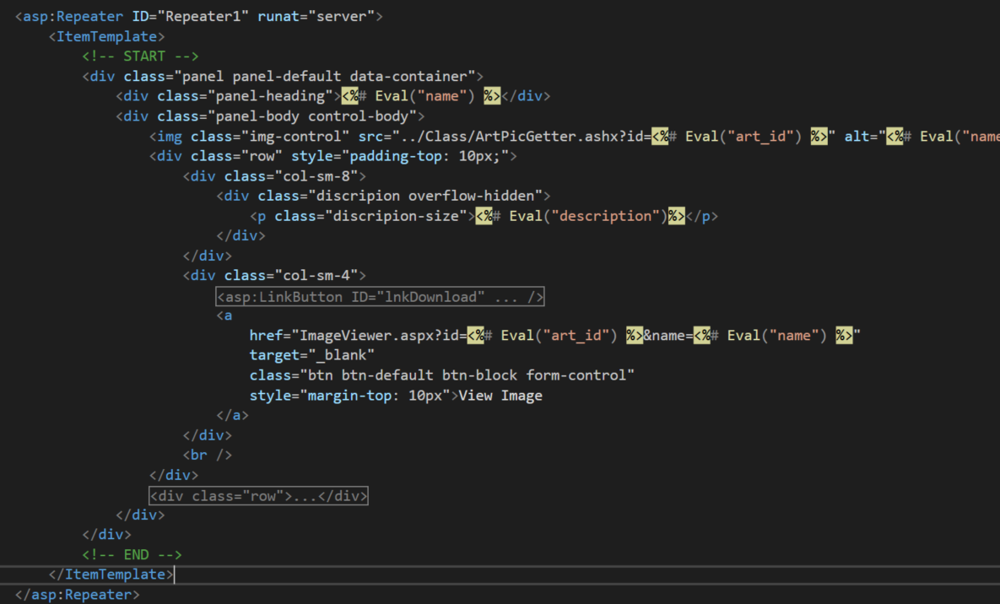 <asp:Repeater ID="Repeater1" runat="server">
<ItemTemplate>
<!-- START -->
<div class="panel panel-default data-container">
<div class="panel-heading"><%# Eval("name") %></div>
<div class="panel-body control-body">
<img class="img-control" src="../Class/ArtPicGetter.ashx?id=<%# Eval("art_id") %>" alt="<%# Eval("name
<div class="row" style="padding-top: 10px;">
<div class="col-sm-8">
<div class="discripion overflow-hidden">
<p class="discripion-size"><%# Eval("description")%></p>
</div>
</div>
<div class="col-sm-4">
<asp:LinkButton ID="lnkDownload" ... />
<a
href="ImageViewer.aspx?id=<%# Eval("art_id") %>&name=<%# Eval("name") %>"
target="_blank"
class="btn btn-default btn-block form-control"
style="margin-top: 10px">View Image
</a>
</div>
<br />
</div>
<div class="row">...</div>
</div>
</div>
<!-- END -->
</ItemTemplate>
</asp:Repeater>